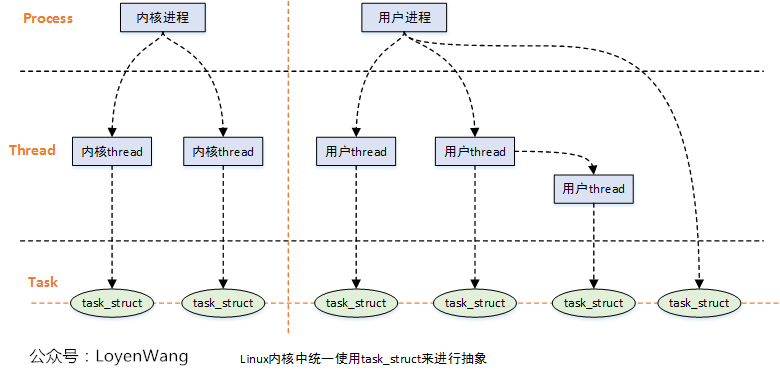 Process
内核进程
用户进程
Thread
内核thread
内核thread
用户thread
用户thread
用户thread
Task
task_struct
task_struct
task_struct
task_struct
task_struct
task_struct
公众号：LoyenWang
Linux内核中统一使用task_struct来进行抽象